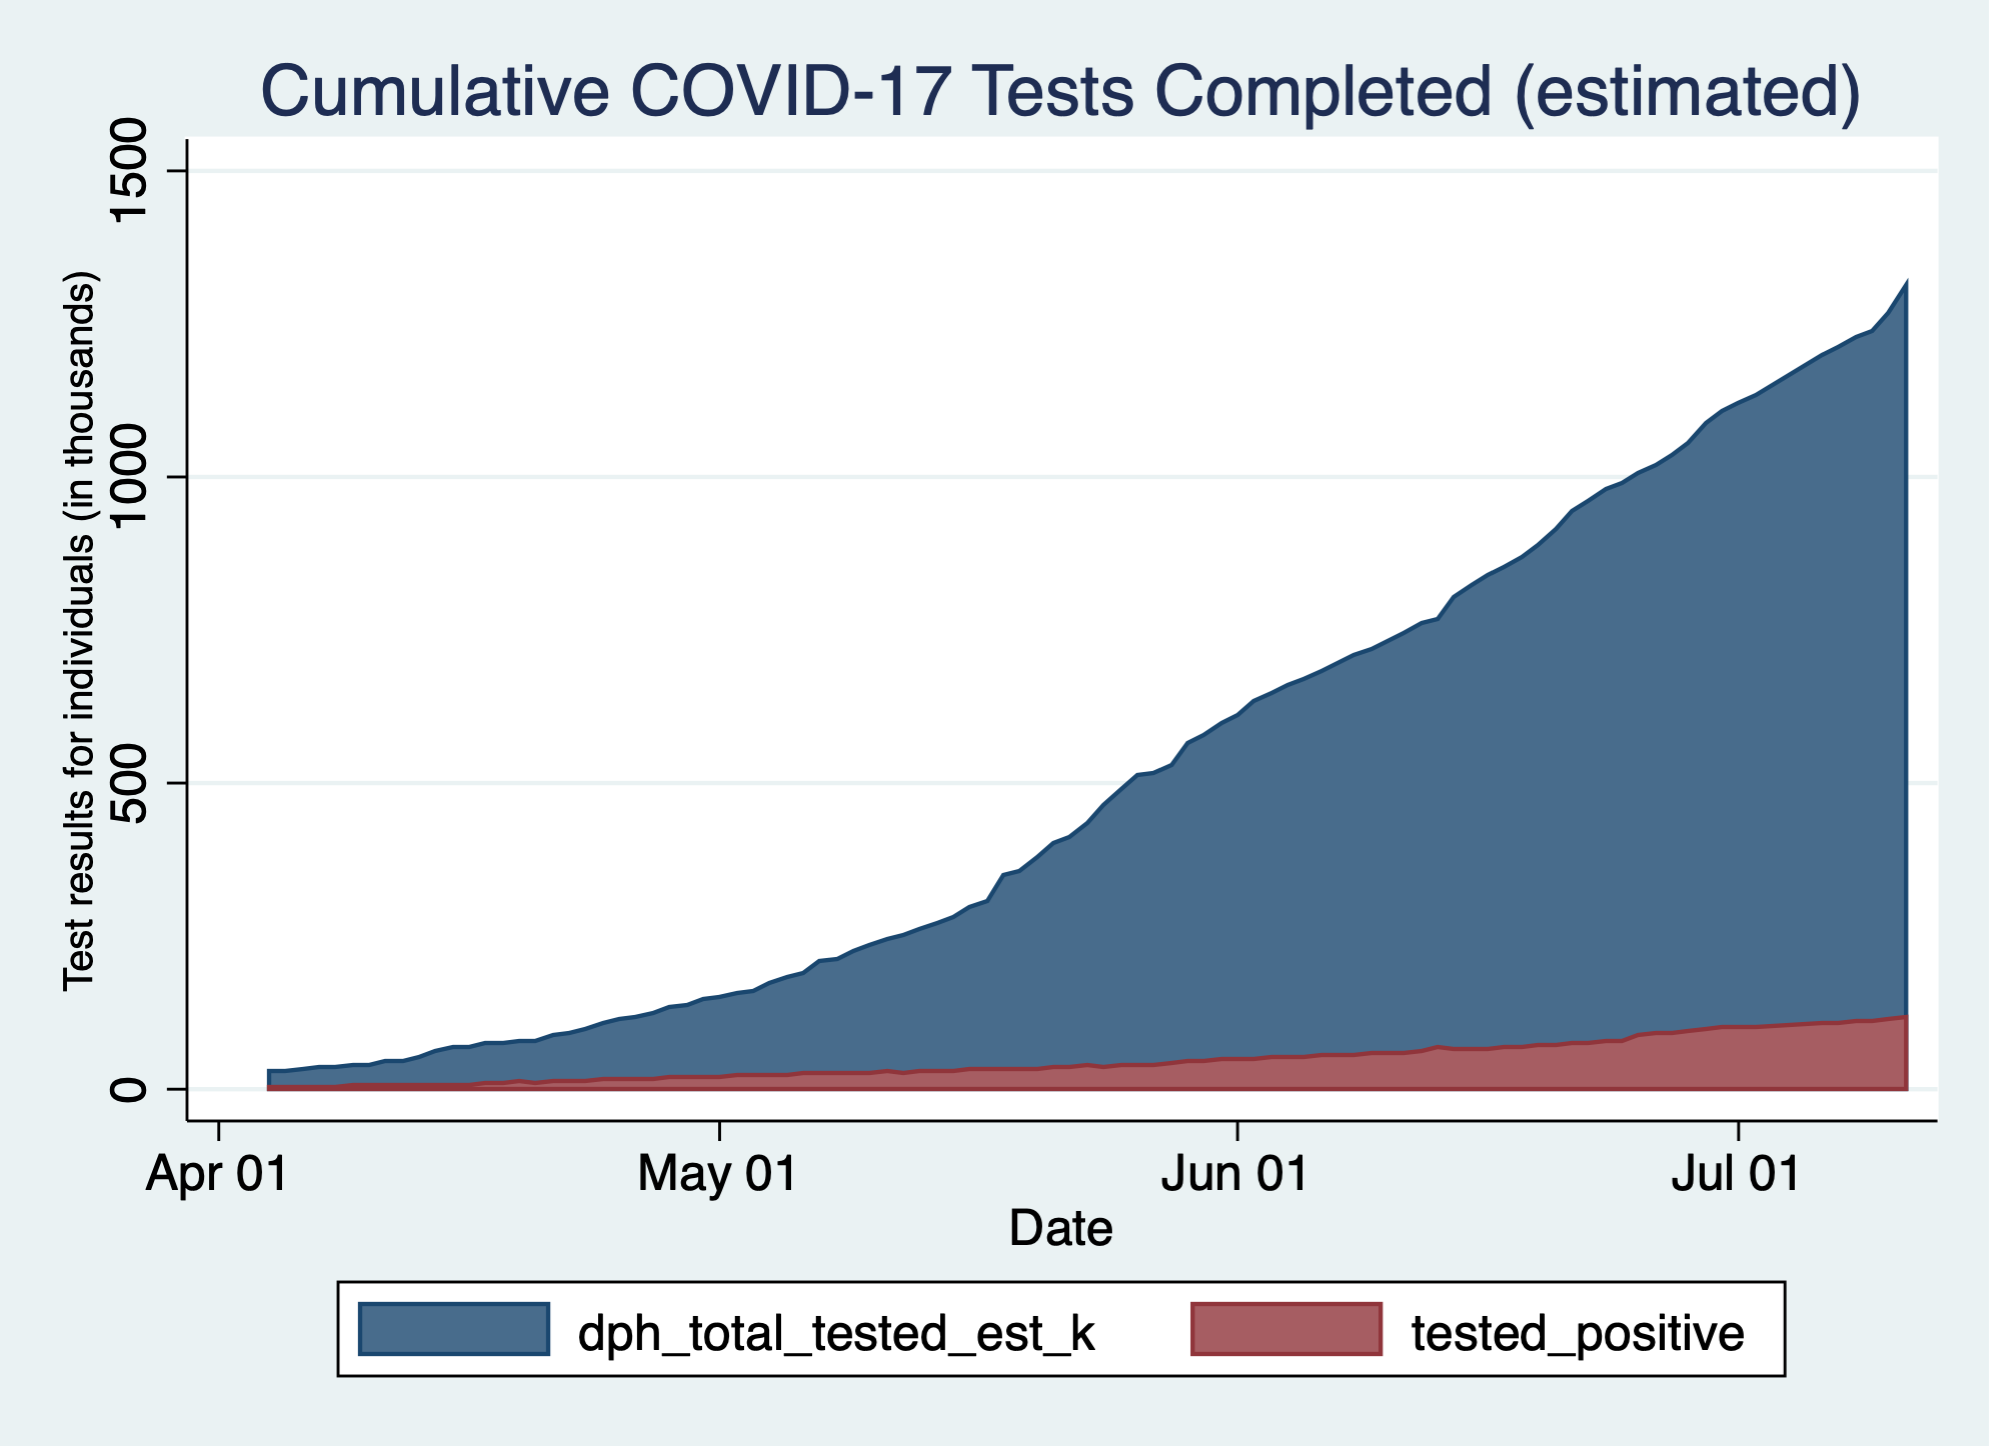 Cumulative COVID-17 Tests Completed (estimated)
Test results for individuals (in thousands)
1500
1000
500
0
Apr 01
May 01
Jun 01
Jul 01
Date
dph_total_tested_est_k
tested_positive